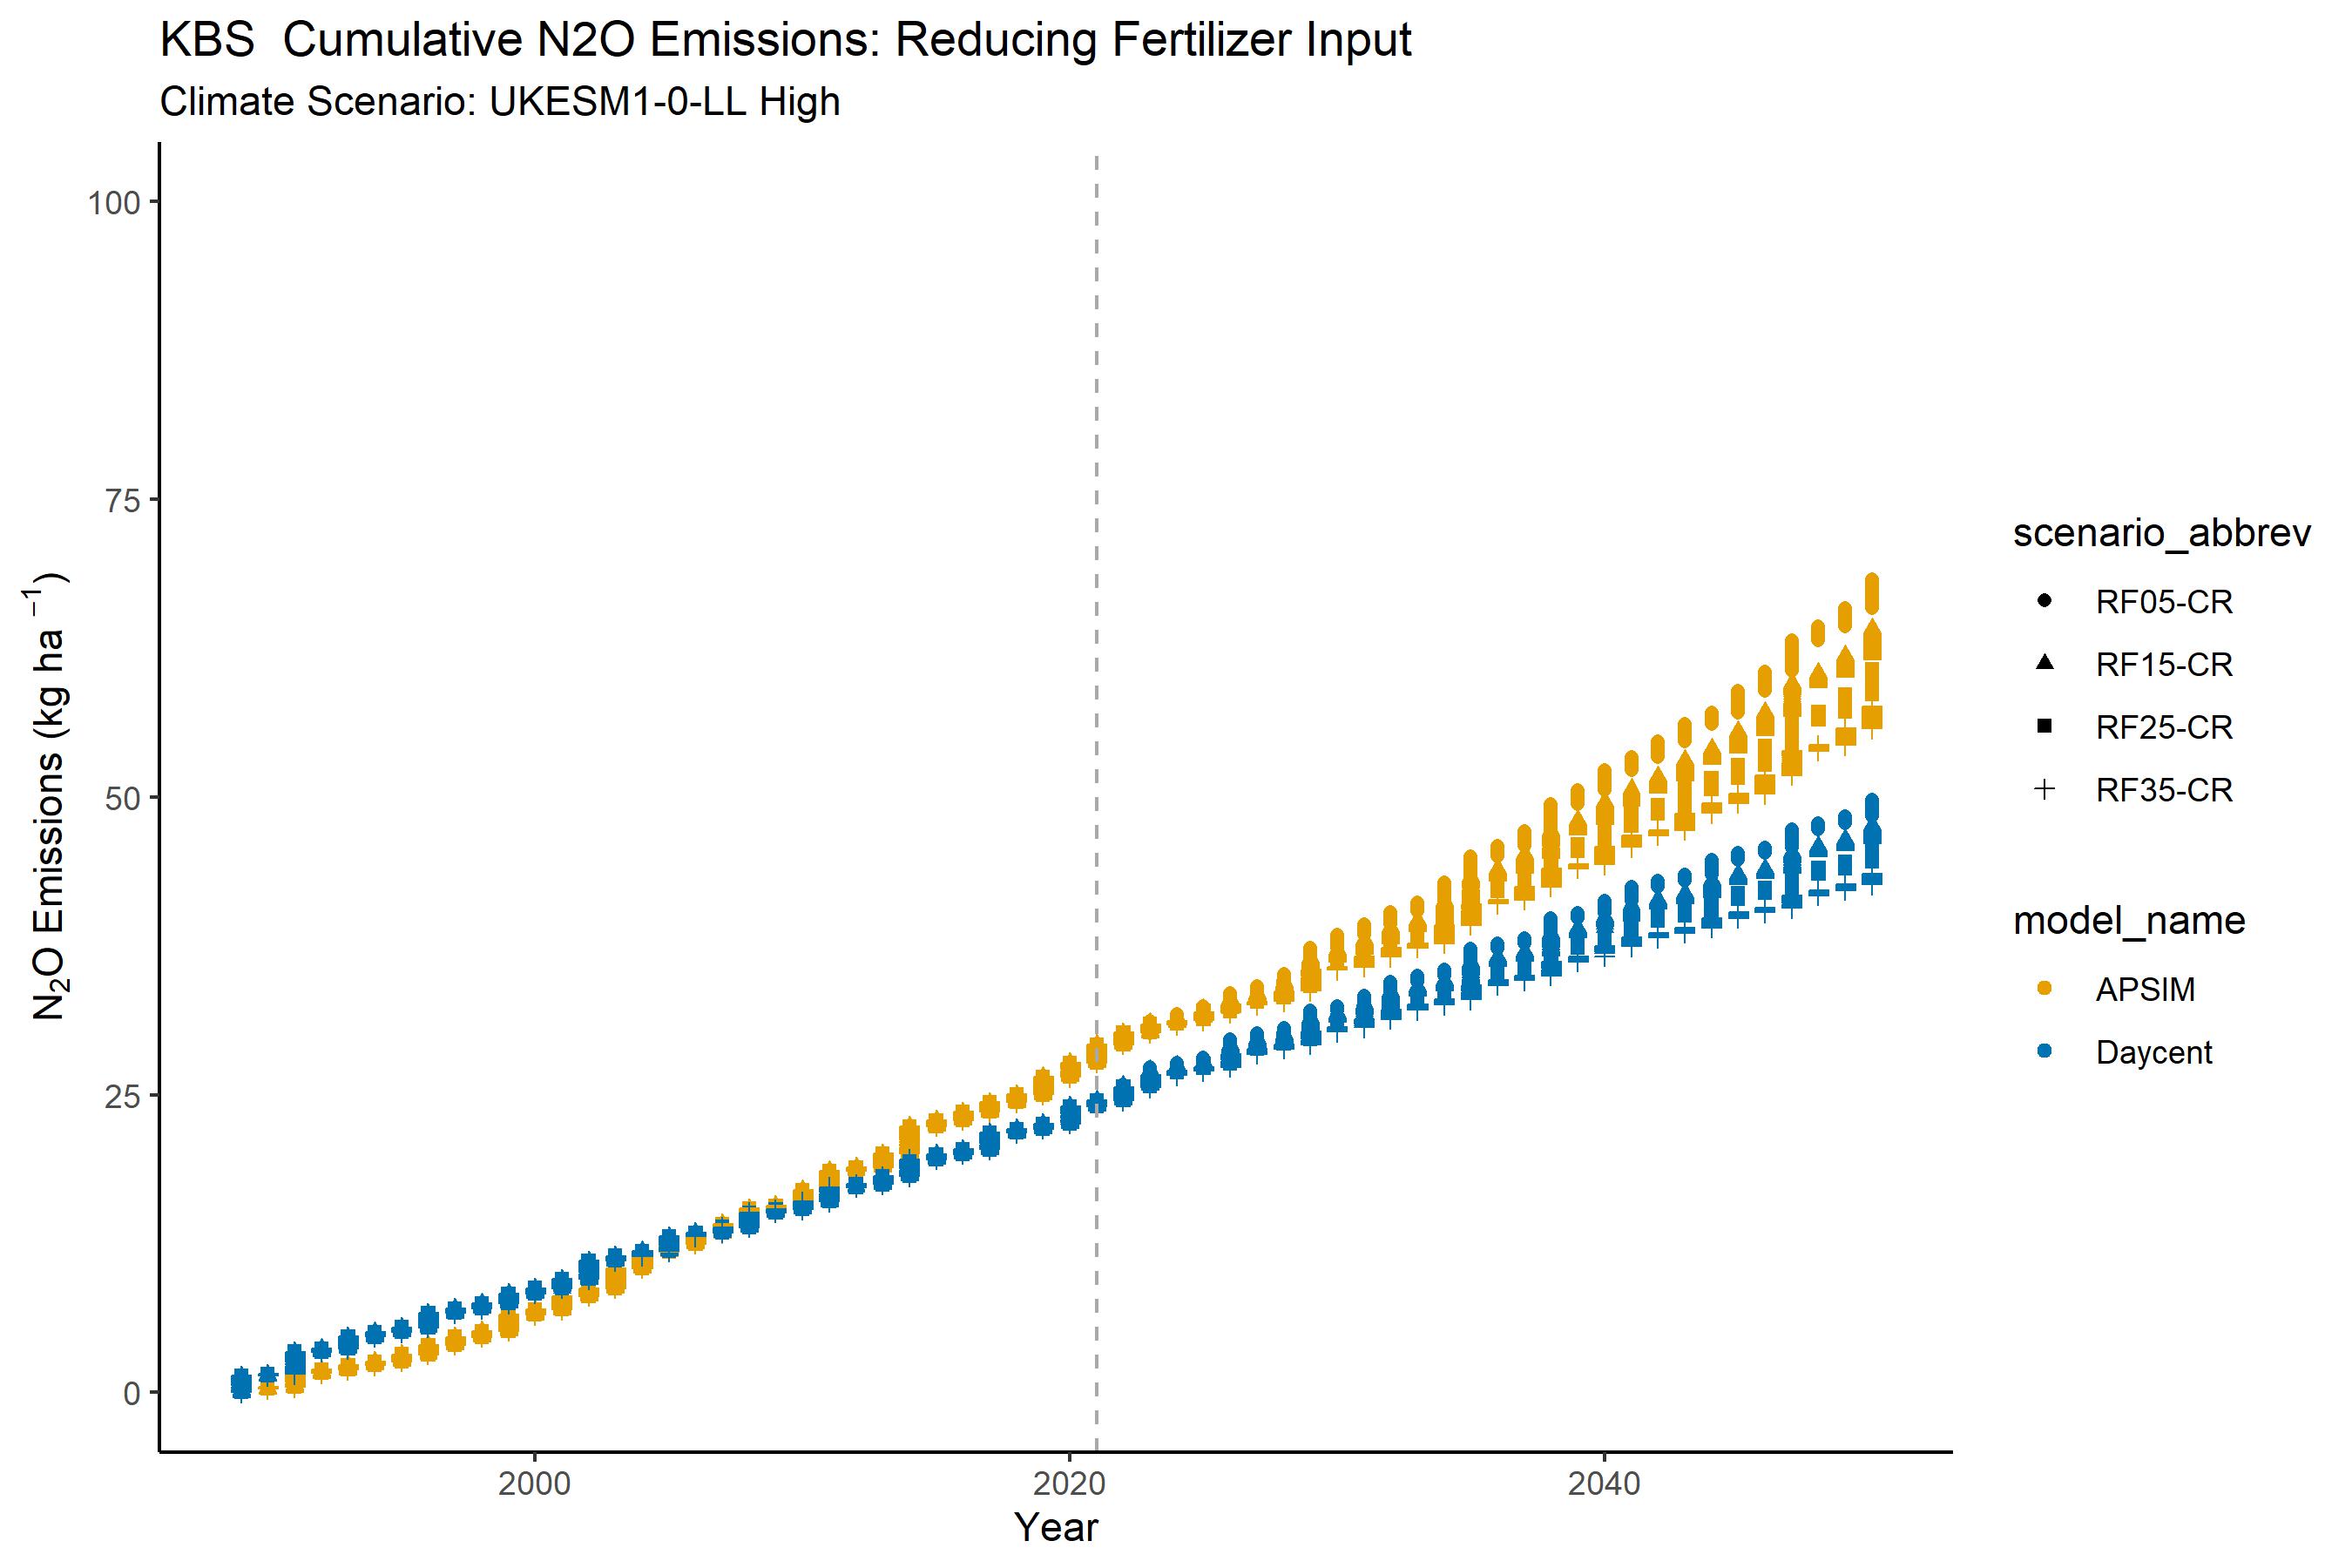 KBS  Cumulative N2O Emissions: Reducing Fertilizer Input
Climate Scenario: UKESM1-0-LL High
N₂O Emissions (kg ha ⁻¹)
100
75
50
25
0
2000
2020
2040
Year
scenario_abbrev
RF05-CR
RF15-CR
RF25-CR
RF35-CR
model_name
APSIM
Daycent